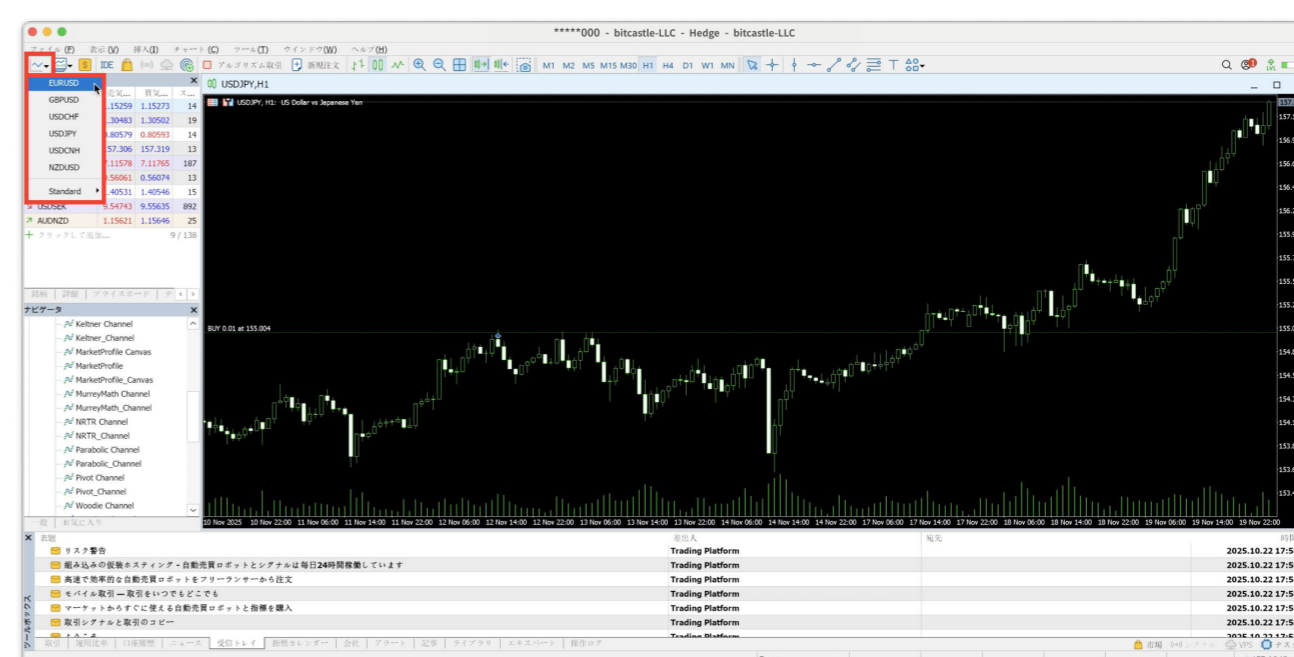 *****000 - bitcastle-LLC - Hedge - bitcastle-LLC
ファイル(F) 表示(V) 挿入(I) チャート(C) ツール(T) ウインドウ(W) ヘルプ(H)
IDE アルゴリズム取引 新規注文 M1 M2 M5 M15 M30 H1 H4 D1 W1 MN
EURUSD
GBPUSD
USDCHF
USDJPY
USDCNH
NZDUSD
Standard
売気... 買気... ス...
1.15259 1.15273 14
1.30483 1.30502 19
0.80579 0.80593 14
157.306 157.319 13
7.11578 7.11765 187
0.56061 0.56074 13
1.40531 1.40546 15
USDSEK 9.54743 9.55635 892
AUDNZD 1.15621 1.15646 25
クリックして追加... 9 / 138
銘柄 詳細 プライスボード
ナビゲータ
Keltner Channel
Keltner_Channel
MarketProfile Canvas
MarketProfile
MarketProfile_Canvas
MurreyMath Channel
MurreyMath_Channel
NRTR Channel
NRTR_Channel
Parabolic Channel
Parabolic_Channel
Pivot Channel
Pivot_Channel
Woodie Channel
一般 お気に入り
USDJPY,H1
USDJPY, H1: US Dollar vs Japanese Yen
BUY 0.01 at 155.004
10 Nov 2025 10 Nov 22:00 11 Nov 06:00 11 Nov 14:00 11 Nov 22:00 12 Nov 06:00 12 Nov 14:00 12 Nov 22:00 13 Nov 06:00 13 Nov 14:00 13 Nov 22:00 14 Nov 06:00 14 Nov 14:00 14 Nov 22:00 17 Nov 06:00 17 Nov 14:00 17 Nov 22:00 18 Nov 06:00 18 Nov 14:00 18 Nov 22:00 19 Nov 06:00 19 Nov 14:00 19 Nov 22:00
表題 差出人 宛先
リスク警告 Trading Platform 2025.10.22 17:5
組み込みの仮装ホスティング - 自動売買ロボットとシグナルは毎日24時間稼働しています Trading Platform 2025.10.22 17:5
高速で効率的な自動売買ロボットをフリーランサーから注文 Trading Platform 2025.10.22 17:5
モバイル取引 — 取引をいつでもどこでも Trading Platform 2025.10.22 17:5
マーケットからすぐに使える自動売買ロボットと指標を購入 Trading Platform 2025.10.22 17:5
取引シグナルと取引のコピー Trading Platform 2025.10.22 17:5
ようこそ Trading Platform 2025.10.22 17:5
ツールボックス
取引 運用比率 口座履歴 ニュース 受信トレイ 指標カレンダー 会社 アラート 記事 ライブラリ エキスパート 操作ログ
市場 シグナル VPS テス